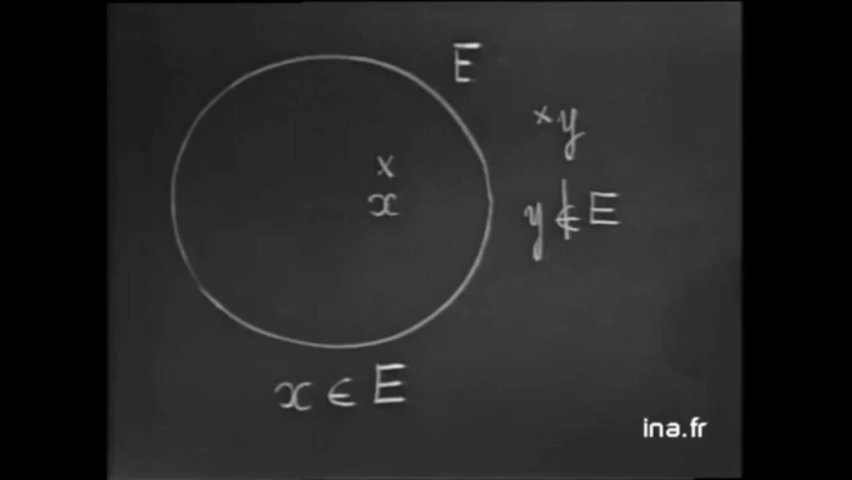 E
× y
×
x
y ∉ E
x ∈ E
ina.fr